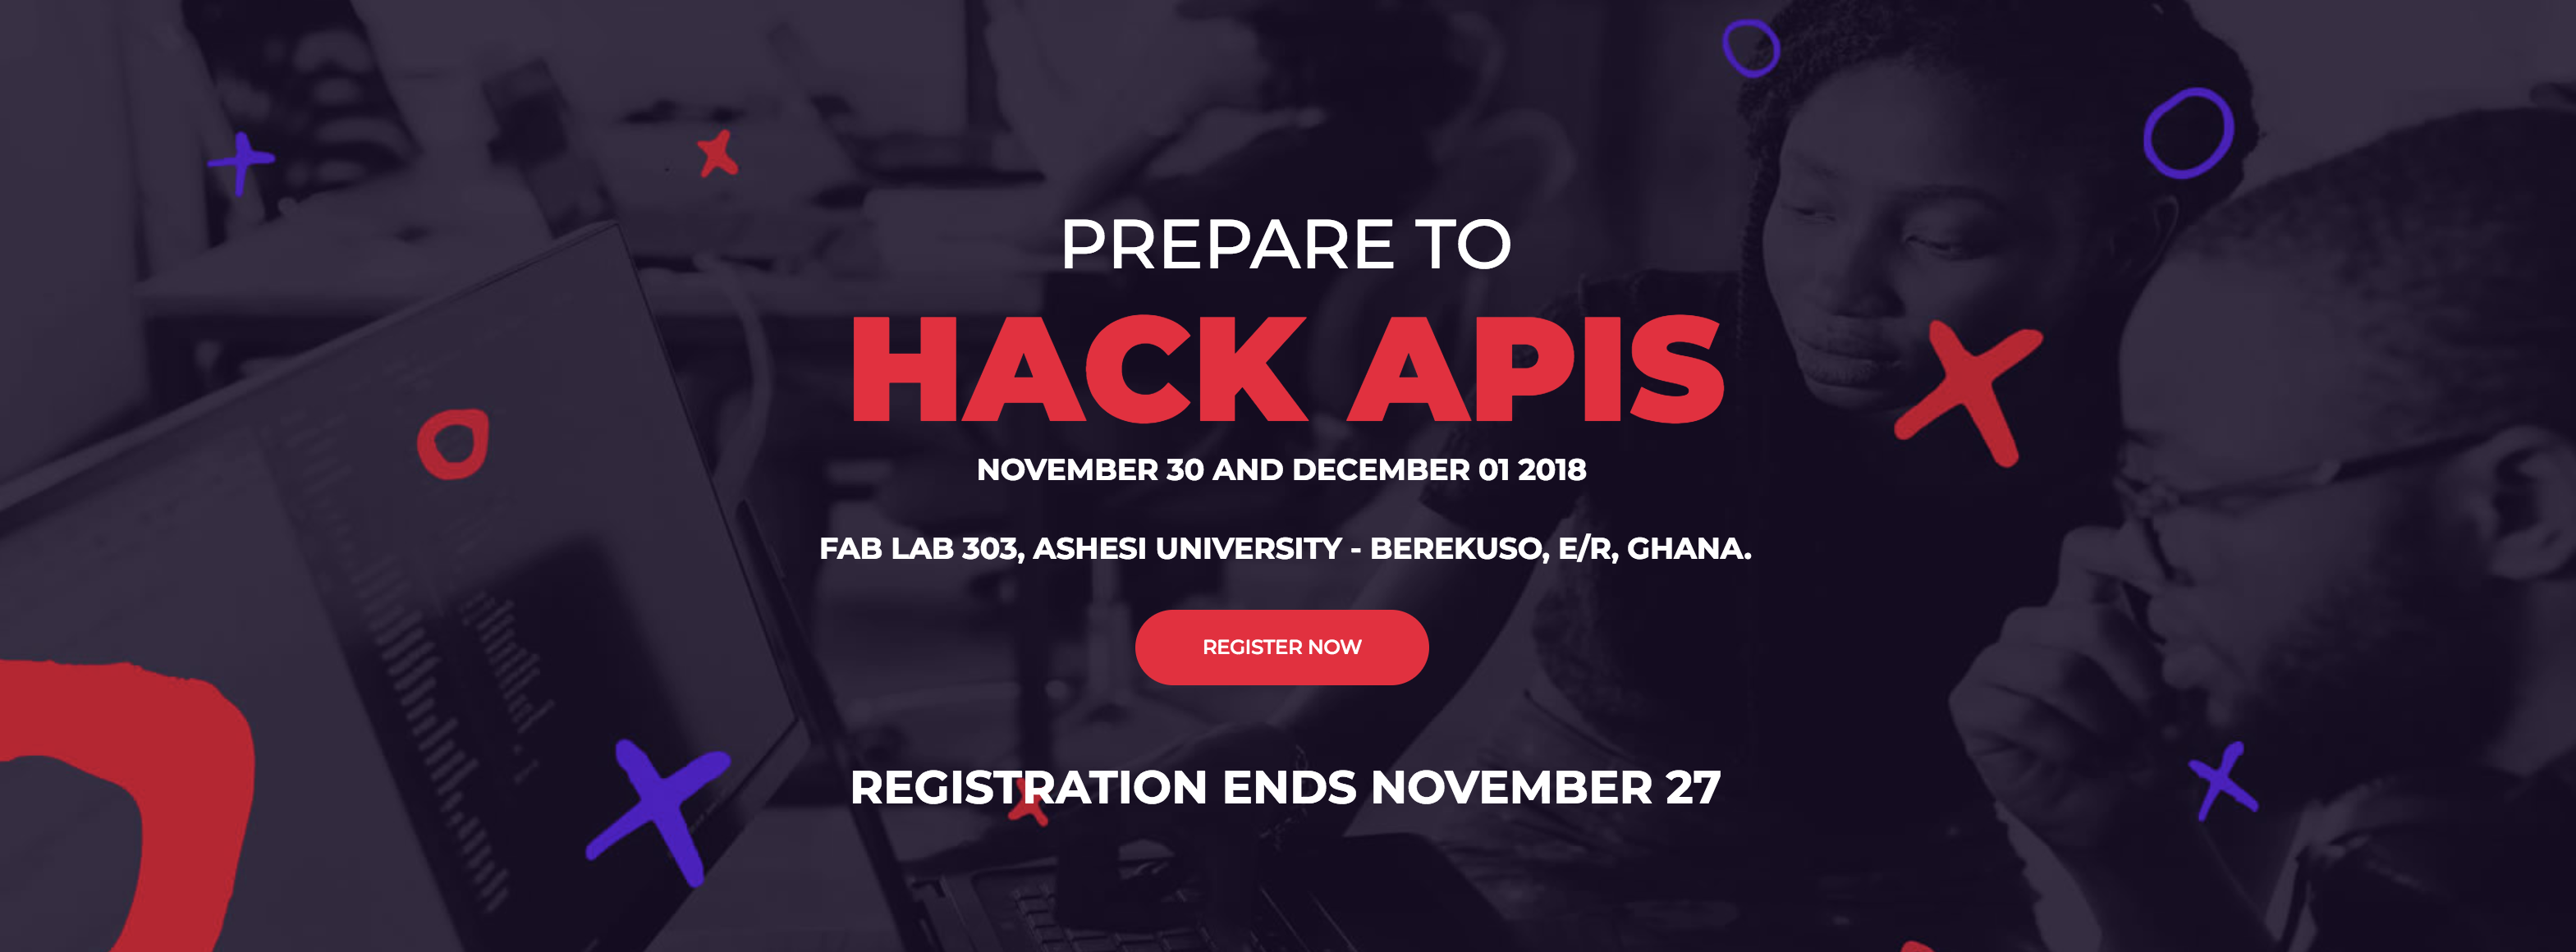 PREPARE TO
HACK APIS
NOVEMBER 30 AND DECEMBER 01 2018
FAB LAB 303, ASHESI UNIVERSITY - BEREKUSO, E/R, GHANA.
REGISTER NOW
REGISTRATION ENDS NOVEMBER 27